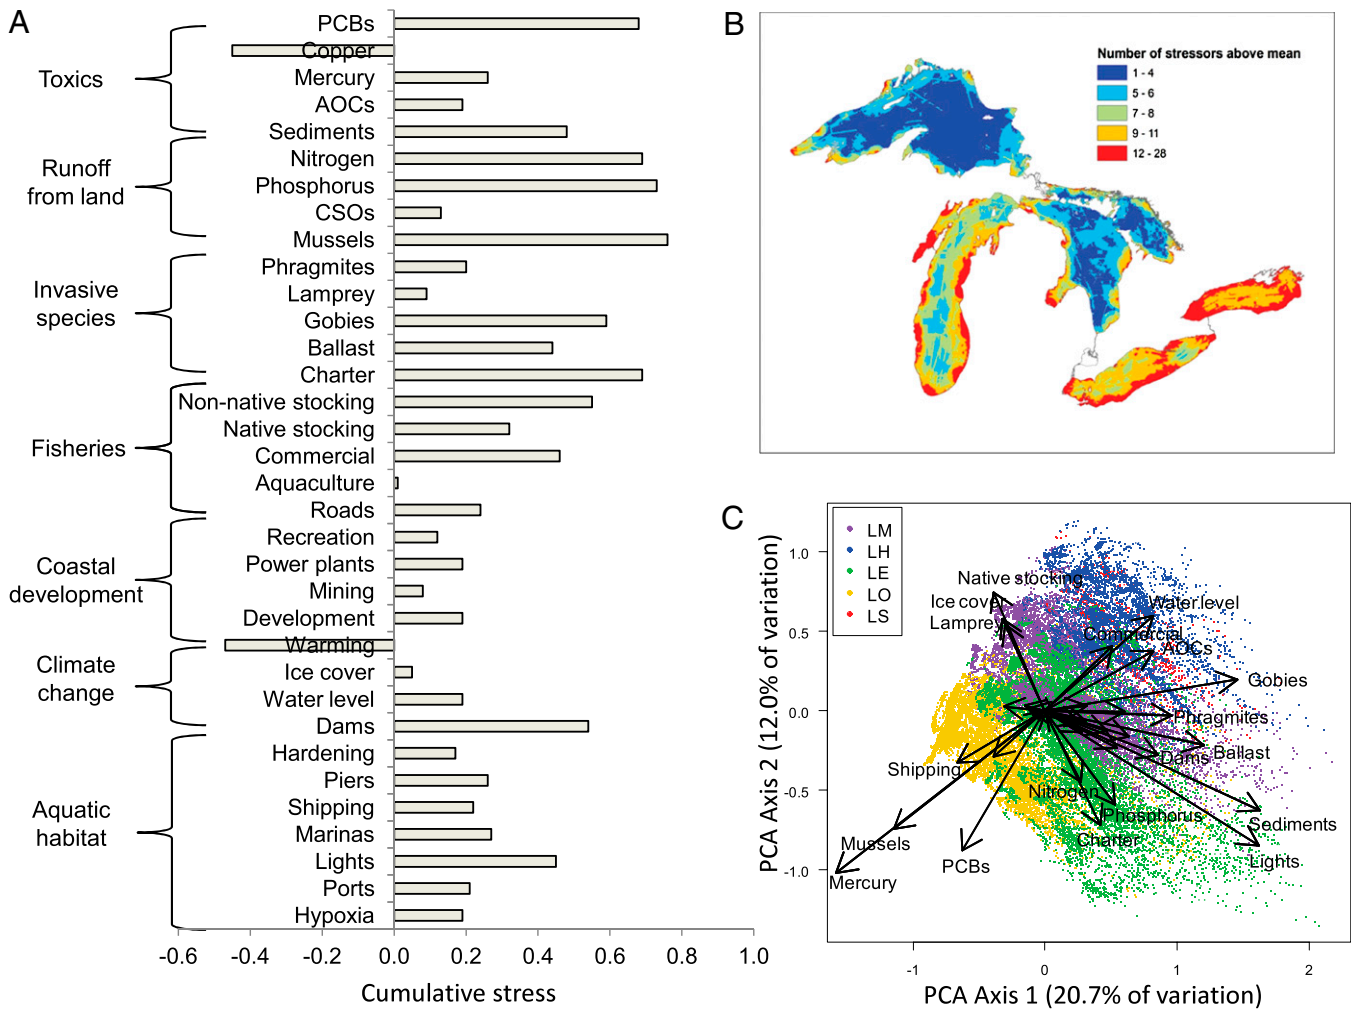 A
PCBs
Copper
Mercury
AOCs
Sediments
Nitrogen
Phosphorus
CSOs
Mussels
Phragmites
Lamprey
Gobies
Ballast
Charter
Non-native stocking
Native stocking
Commercial
Aquaculture
Roads
Recreation
Power plants
Mining
Development
Warming
Ice cover
Water level
Dams
Hardening
Piers
Shipping
Marinas
Lights
Ports
Hypoxia
Toxics
Runoff
from land
Invasive
species
Fisheries
Coastal
development
Climate
change
Aquatic
habitat
-0.6 -0.4 -0.2 0.0 0.2 0.4 0.6 0.8 1.0
Cumulative stress
B
Number of stressors above mean
1 - 4
5 - 6
7 - 8
9 - 11
12 - 28
C
LM
LH
LE
LO
LS
PCA Axis 2 (12.0% of variation)
1.0
0.5
0.0
-0.5
-1.0
Native stocking
Ice cover
Lamprey
Water level
Commercial
AOCs
Gobies
Phragmites
Ballast
Dams
Shipping
Nitrogen
Phosphorus
Sediments
Charter
Mussels
Lights
PCBs
Mercury
-1 0 1 2
PCA Axis 1 (20.7% of variation)